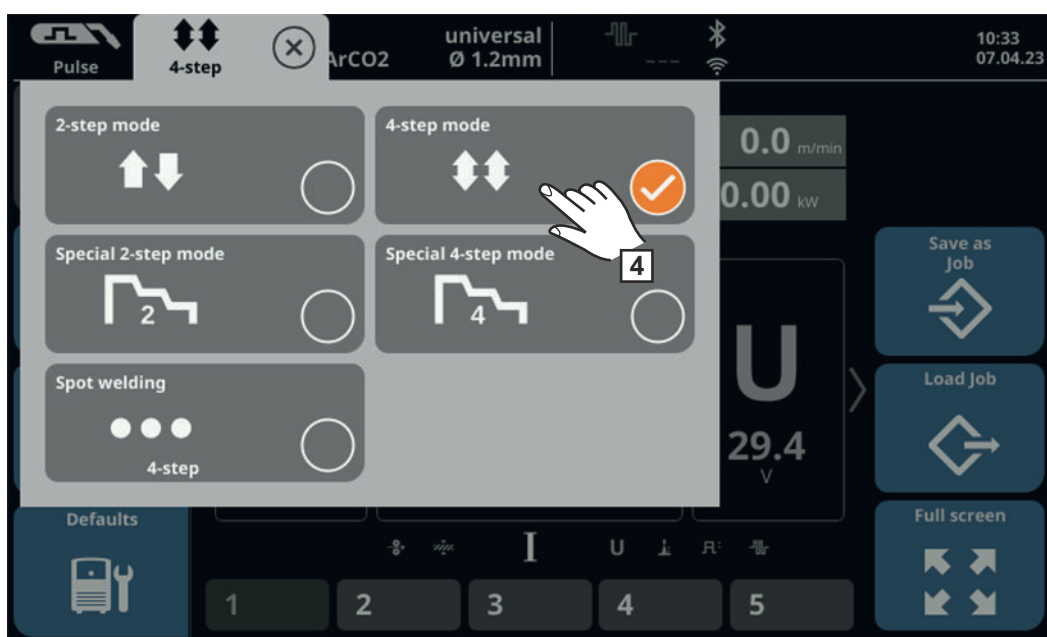 Pulse
4-step
ArCO2
universal
Ø 1.2mm
---
10:33
07.04.23
2-step mode
4-step mode
0.0 m/min
0.00 kW
Special 2-step mode
2
Special 4-step mode
4
4
Save as
Job
Spot welding
4-step
U
29.4
V
Load Job
Defaults
Full screen
I
U
1
2
3
4
5